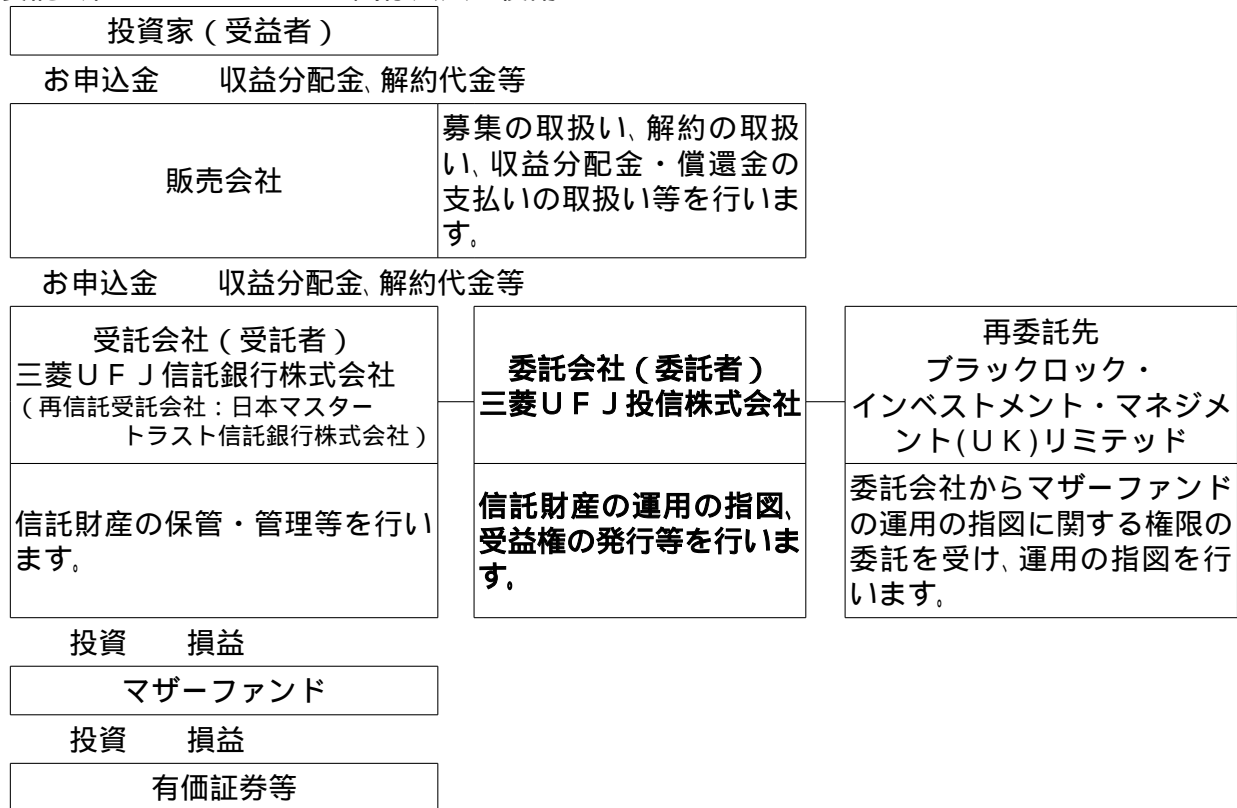 投資家（受益者）
お申込金　収益分配金、解約代金等
販売会社
募集の取扱い、解約の取扱
い、収益分配金・償還金の
支払いの取扱い等を行いま
す。
お申込金　収益分配金、解約代金等
受託会社（受託者）
三菱ＵＦＪ信託銀行株式会社
（再信託受託会社：日本マスター
トラスト信託銀行株式会社）
信託財産の保管・管理等を行い
ます。
委託会社（委託者）
三菱ＵＦＪ投信株式会社
信託財産の運用の指図、
受益権の発行等を行いま
す。
再委託先
ブラックロック・
インベストメント・マネジメ
ント(ＵＫ)リミテッド
委託会社からマザーファンド
の運用の指図に関する権限の
委託を受け、運用の指図を行
います。
投資　損益
マザーファンド
投資　損益
有価証券等